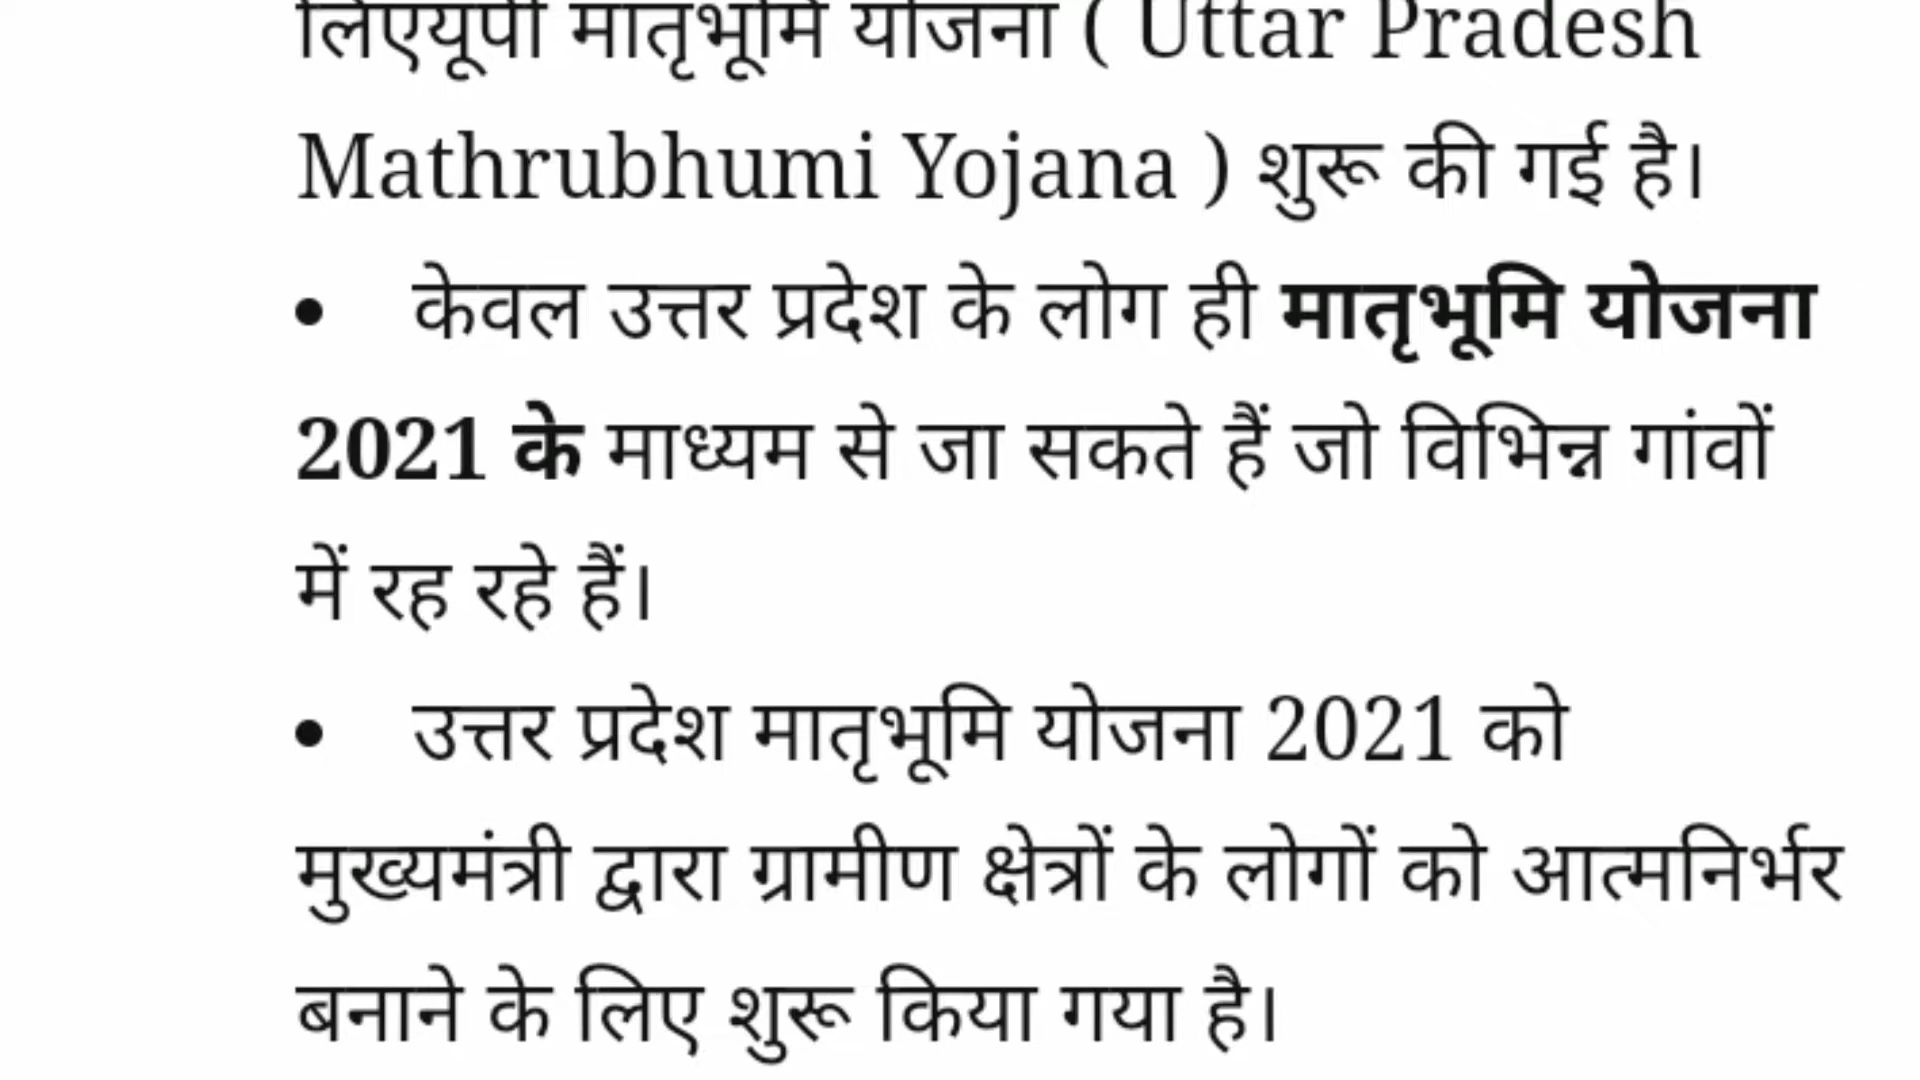 लिएयूपी मातृभूमि योजना ( Uttar Pradesh
Mathrubhumi Yojana ) शुरू की गई है।
• केवल उत्तर प्रदेश के लोग ही मातृभूमि योजना
2021 के माध्यम से जा सकते हैं जो विभिन्न गांवों
में रह रहे हैं।
• उत्तर प्रदेश मातृभूमि योजना 2021 को
मुख्यमंत्री द्वारा ग्रामीण क्षेत्रों के लोगों को आत्मनिर्भर
बनाने के लिए शुरू किया गया है।